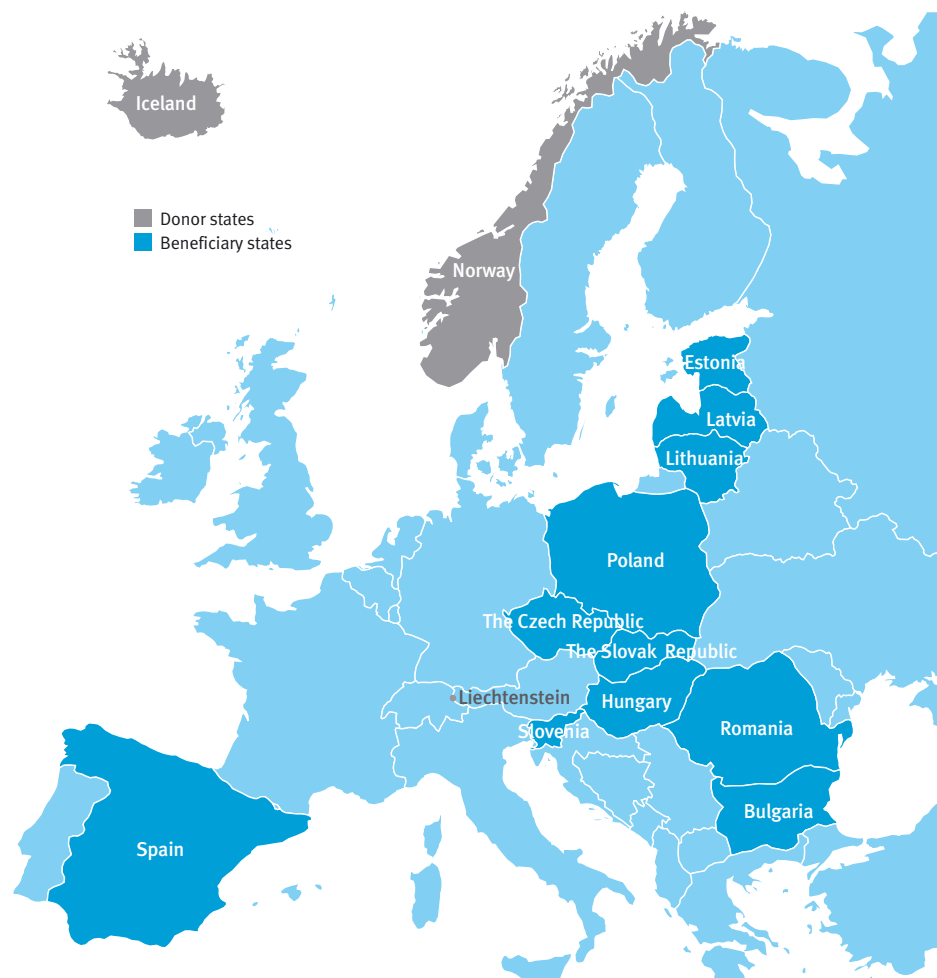 Iceland
Donor states
Beneficiary states
Norway
Estonia
Latvia
Lithuania
Poland
The Czech Republic
The Slovak Republic
Liechtenstein
Hungary
Slovenia
Romania
Bulgaria
Spain